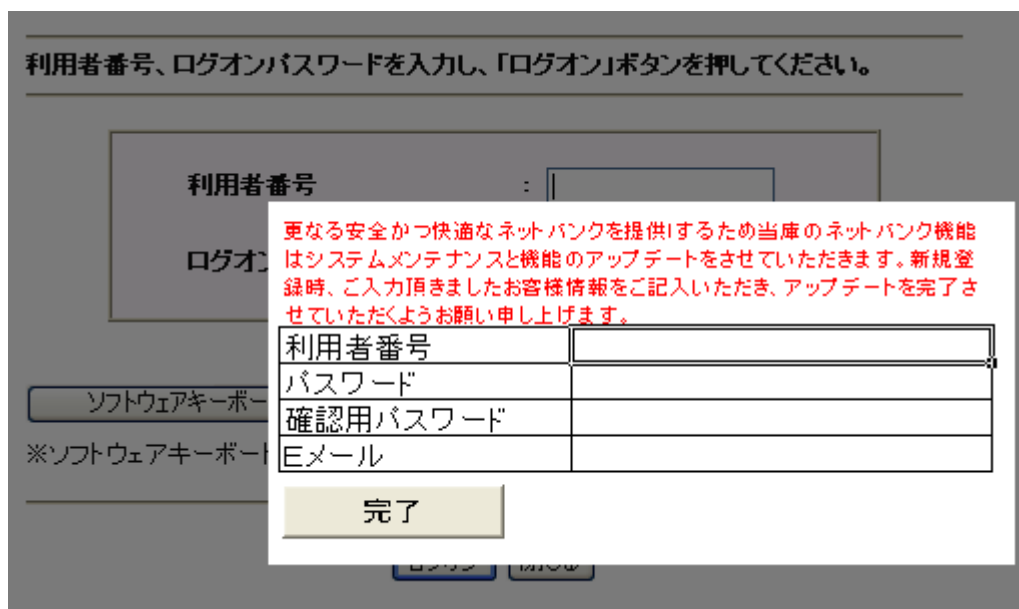 利用者番号、ログオンパスワードを入力し、「ログオン」ボタンを押してください。
利用者番号 :
更なる安全かつ快適なネットバンクを提供するため当庫のネットバンク機能
ログオン
はシステムメンテナンスと機能のアップデートをさせていただきます。新規登
録時、ご入力頂きましたお客様情報をご記入いただき、アップデートを完了さ
せていただくようお願い申し上げます。
利用者番号
パスワード
ソフトウェアキーボー
確認用パスワード
※ソフトウェアキーボー
Eメール
完了